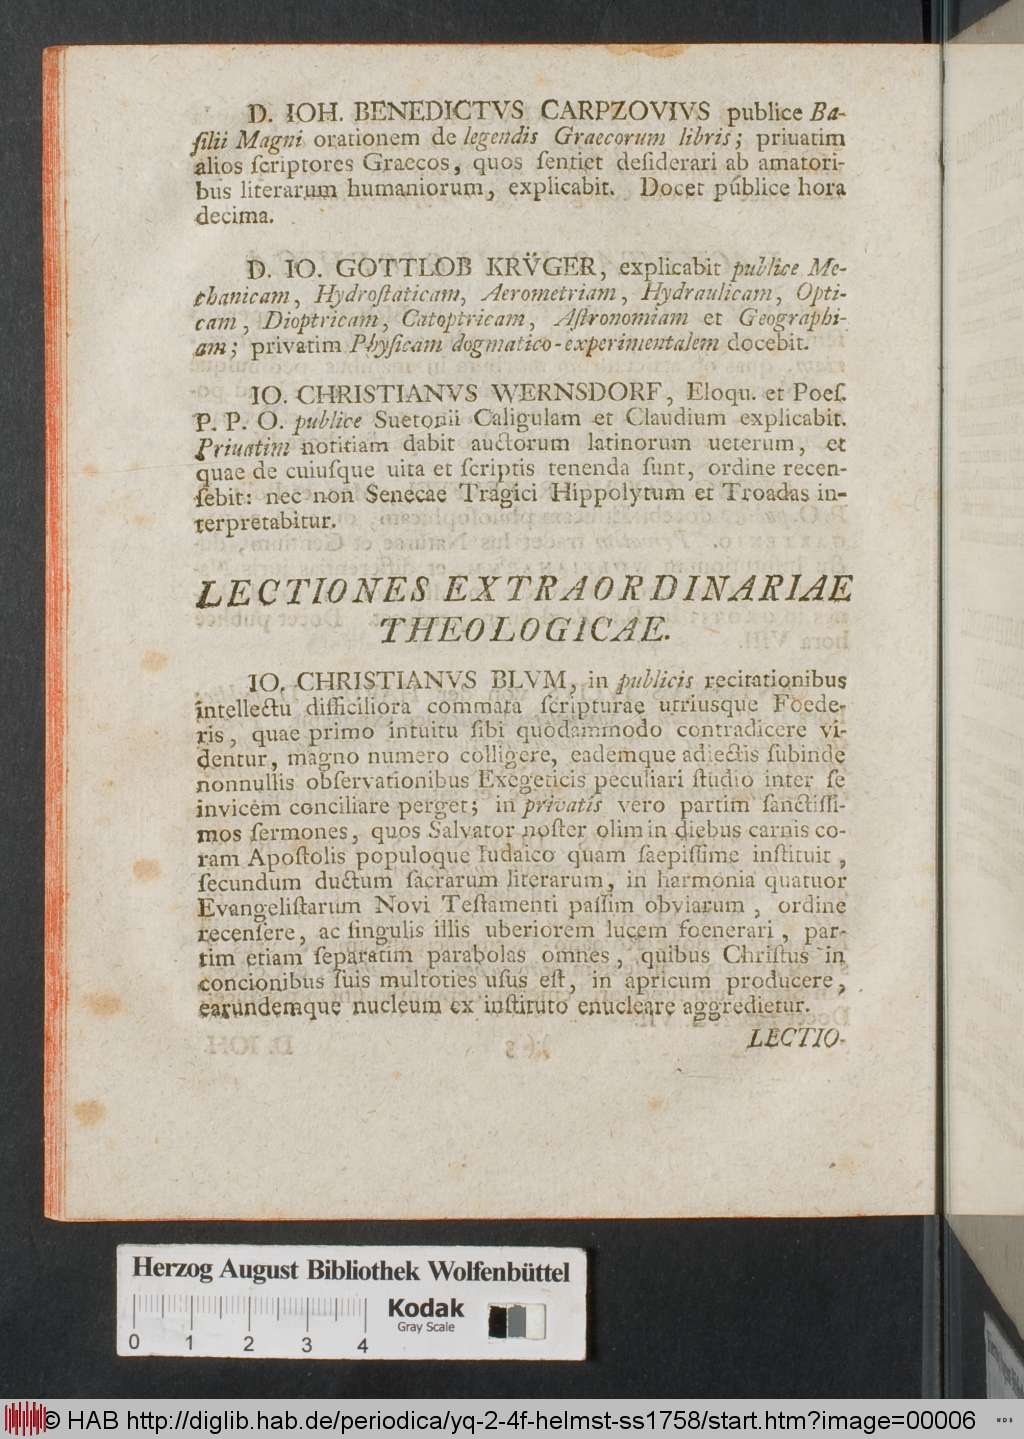 D. IOH. BENEDICTVS CARPZOVIVS publice Ba-
ſilii Magni orationem de legendis Graecorum libris; priuatim
alios ſcriptores Graecos, quos ſentiet deſiderari ab amatori-
bus literarum humaniorum, explicabit. Docet publice hora
decima.
D. IO. GOTTLOB KRÜGER, explicabit publice Me-
chanicam, Hydroſtaticam, Aerometriam, Hydraulicam, Opti-
cam, Dioptricam, Catoptricam, Aſtronomiam et Geographi-
am; privatim Phyſicam dogmatico-experimentalem docebit.
IO. CHRISTIANVS WERNSDORF, Eloqu. et Poeſ.
P. P. O. publice Suetonii Caligulam et Claudium explicabit.
Priuatim notitiam dabit auctorum latinorum ueterum, et
quae de cuiuſque uita et ſcriptis tenenda ſunt, ordine recen-
ſebit: nec non Senecae Tragici Hippolytum et Troadas in-
terpretabitur.
LECTIONES EXTRAORDINARIAE
THEOLOGICAE.
IO. CHRISTIANVS BLVM, in publicis recitationibus
intellectu difficiliora commata ſcripturae utriusque Foede-
ris, quae primo intuitu ſibi quodammodo contradicere vi-
dentur, magno numero colligere, eademque adiectis ſubinde
nonnullis obſervationibus Exegeticis peculiari ſtudio inter ſe
invicem conciliare perget; in privatis vero partim ſanctiſſi-
mos ſermones, quos Salvator noſter olim in diebus carnis co-
ram Apoſtolis populoque Iudaico quam ſaepiſſime inſtituit,
ſecundum ductum ſacrarum literarum, in harmonia quatuor
Evangeliſtarum Novi Teſtamenti paſſim obviarum, ordine
recenſere, ac ſingulis illis uberiorem lucem foenerari, par-
tim etiam ſeparatim parabolas omnes, quibus Chriſtus in
concionibus ſuis multoties uſus eſt, in apricum producere,
earundemque nucleum ex inſtituto enucleare aggredietur.
LECTIO-
Herzog August Bibliothek Wolfenbüttel
Kodak
Gray Scale
0 1 2 3 4
© HAB http://diglib.hab.de/periodica/yq-2-4f-helmst-ss1758/start.htm?image=00006